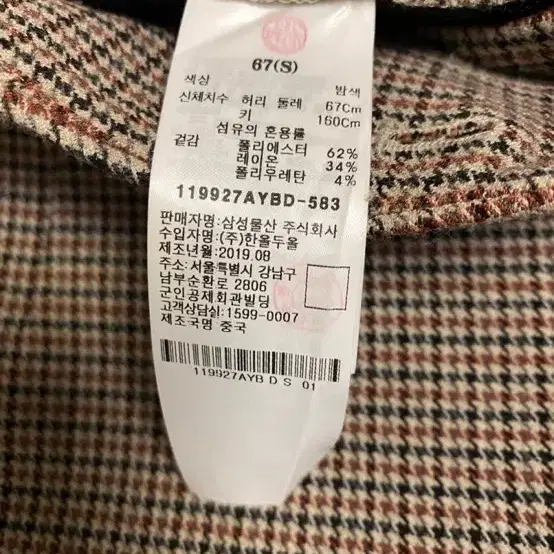 67(S)
색상 밤색
신체치수 허리 둘레 67Cm
키 160Cm
섬유의 혼용률
겉감 폴리에스터 62%
레이온 34%
폴리우레탄 4%
119927AYBD-583
판매자명:삼성물산 주식회사
수입자명:(주)한올두올
제조년월:2019.08
주소:서울특별시 강남구
남부순환로 2806
군인공제회관빌딩
고객상담실:1599-0007
제조국명 중국
119927AYB D S 01